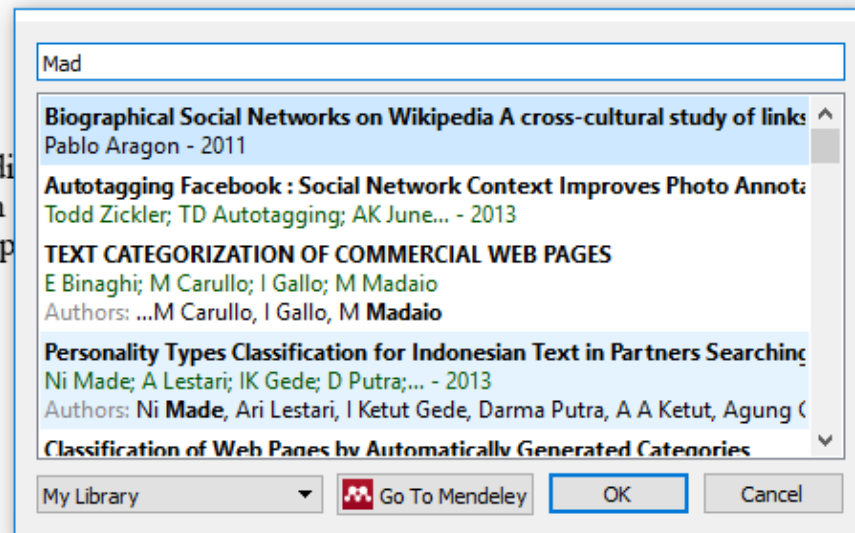 Mad
Biographical Social Networks on Wikipedia A cross-cultural study of links
Pablo Aragon - 2011
Autotagging Facebook : Social Network Context Improves Photo Annota
Todd Zickler; TD Autotagging; AK June... - 2013
TEXT CATEGORIZATION OF COMMERCIAL WEB PAGES
E Binaghi; M Carullo; I Gallo; M Madaio
Authors: ...M Carullo, I Gallo, M Madaio
Personality Types Classification for Indonesian Text in Partners Searching
Ni Made; A Lestari; IK Gede; D Putra;... - 2013
Authors: Ni Made, Ari Lestari, I Ketut Gede, Darma Putra, A A Ketut, Agung
Classification of Web Pages by Automatically Generated Categories
My Library Go To Mendeley OK Cancel